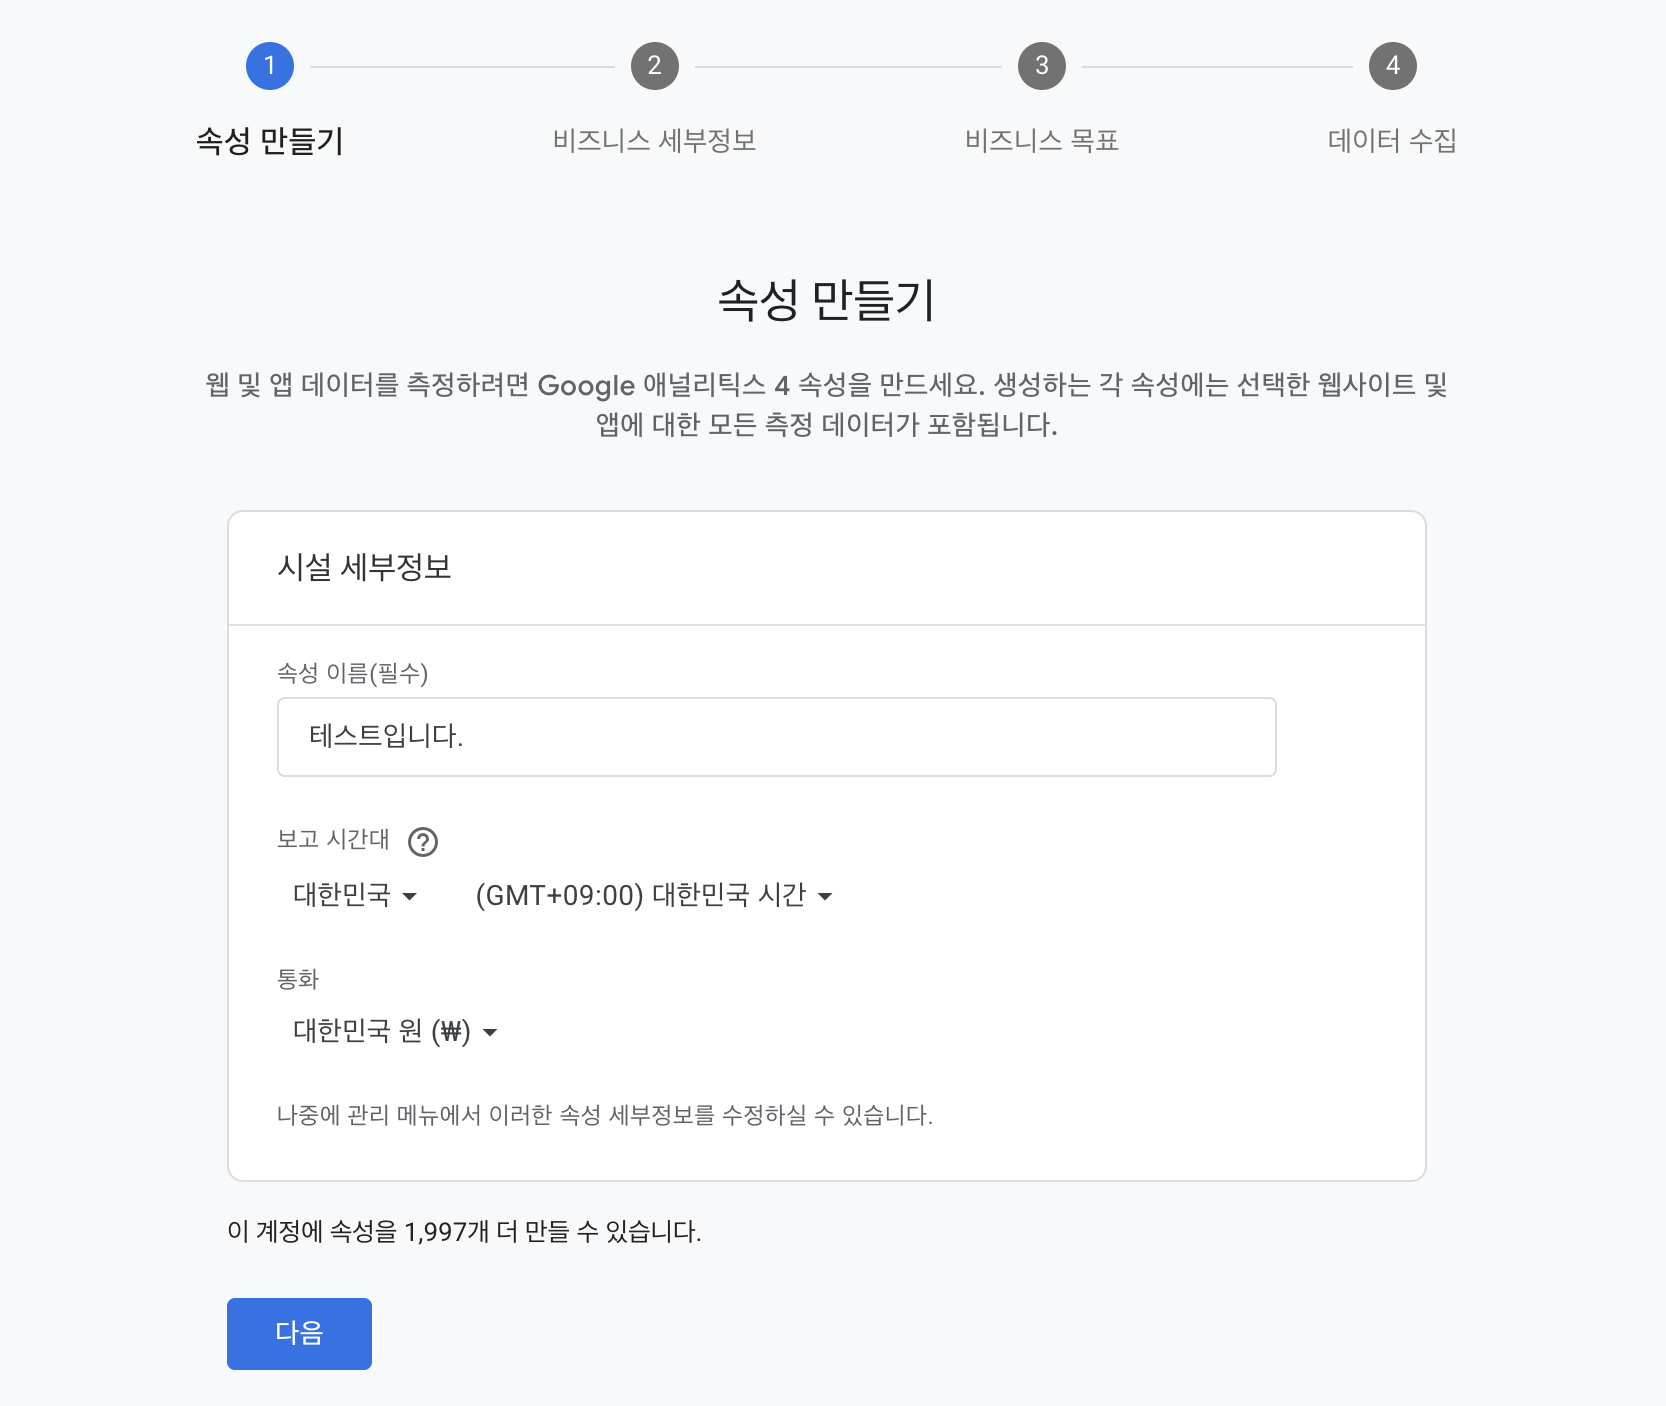 1
2
3
4
속성 만들기
비즈니스 세부정보
비즈니스 목표
데이터 수집
속성 만들기
웹 및 앱 데이터를 측정하려면 Google 애널리틱스 4 속성을 만드세요. 생성하는 각 속성에는 선택한 웹사이트 및
앱에 대한 모든 측정 데이터가 포함됩니다.
시설 세부정보
속성 이름(필수)
테스트입니다.
보고 시간대 ?
대한민국
(GMT+09:00) 대한민국 시간
통화
대한민국 원 (₩)
나중에 관리 메뉴에서 이러한 속성 세부정보를 수정하실 수 있습니다.
이 계정에 속성을 1,997개 더 만들 수 있습니다.
다음